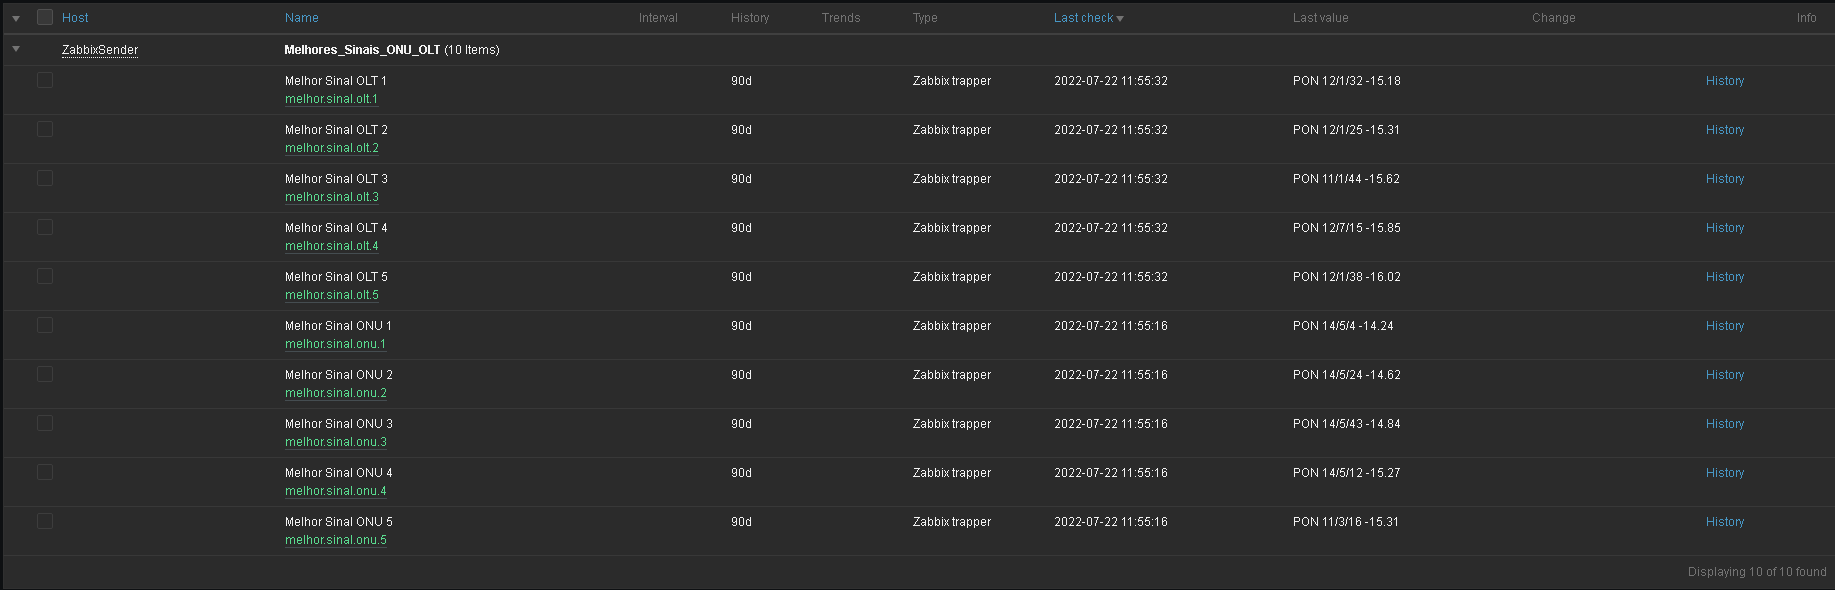 Host Name Interval History Trends Type Last check Last value Change Info
ZabbixSender Melhores_Sinais_ONU_OLT (10 Items)
Melhor Sinal OLT 1 90d Zabbix trapper 2022-07-22 11:55:32 PON 12/1/32 -15.18 History
melhor.sinal.olt.1
Melhor Sinal OLT 2 90d Zabbix trapper 2022-07-22 11:55:32 PON 12/1/25 -15.31 History
melhor.sinal.olt.2
Melhor Sinal OLT 3 90d Zabbix trapper 2022-07-22 11:55:32 PON 11/1/44 -15.62 History
melhor.sinal.olt.3
Melhor Sinal OLT 4 90d Zabbix trapper 2022-07-22 11:55:32 PON 12/7/15 -15.85 History
melhor.sinal.olt.4
Melhor Sinal OLT 5 90d Zabbix trapper 2022-07-22 11:55:32 PON 12/1/38 -16.02 History
melhor.sinal.olt.5
Melhor Sinal ONU 1 90d Zabbix trapper 2022-07-22 11:55:16 PON 14/5/4 -14.24 History
melhor.sinal.onu.1
Melhor Sinal ONU 2 90d Zabbix trapper 2022-07-22 11:55:16 PON 14/5/24 -14.62 History
melhor.sinal.onu.2
Melhor Sinal ONU 3 90d Zabbix trapper 2022-07-22 11:55:16 PON 14/5/43 -14.84 History
melhor.sinal.onu.3
Melhor Sinal ONU 4 90d Zabbix trapper 2022-07-22 11:55:16 PON 14/5/12 -15.27 History
melhor.sinal.onu.4
Melhor Sinal ONU 5 90d Zabbix trapper 2022-07-22 11:55:16 PON 11/3/16 -15.31 History
melhor.sinal.onu.5
Displaying 10 of 10 found